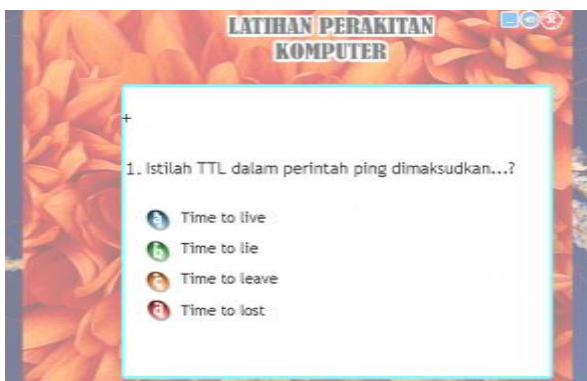 LATIHAN PERAKITAN
KOMPUTER
+
1. Istilah TTL dalam perintah ping dimaksudkan...?
a Time to live
b Time to lie
c Time to leave
d Time to lost